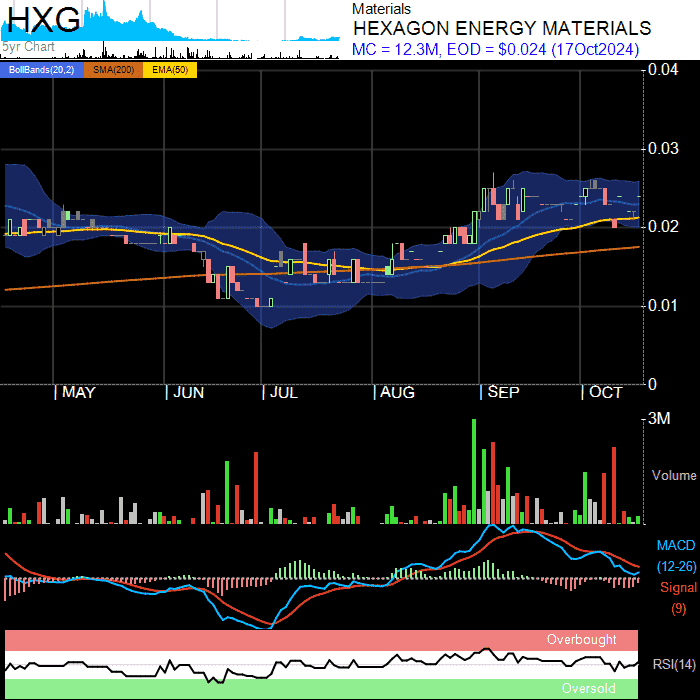 HXG
5yr Chart
Materials
HEXAGON ENERGY MATERIALS
MC = 12.3M, EOD = $0.024 (17Oct2024)
BollBands(20,2) SMA(200) EMA(50)
0.04
0.03
0.02
0.01
0
MAY JUN JUL AUG SEP OCT
3M
Volume
MACD
(12-26)
Signal
(9)
Overbought
RSI(14)
Oversold